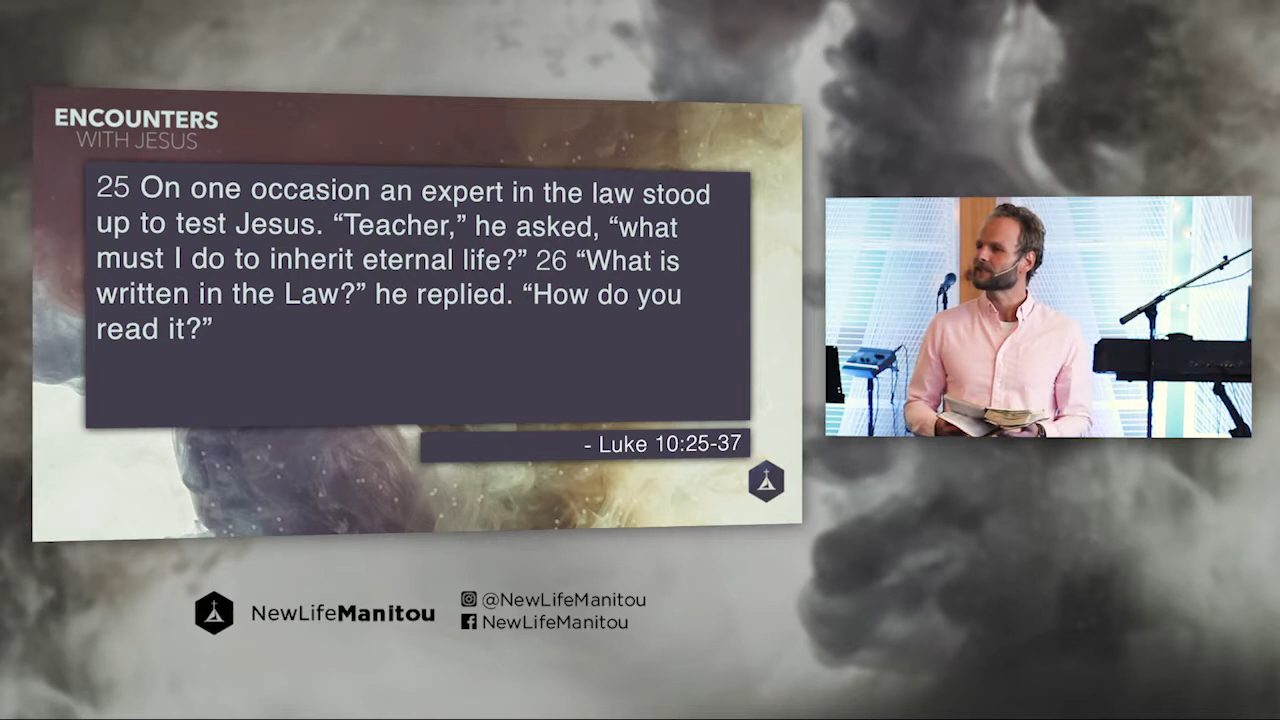 ENCOUNTERS
WITH JESUS
25 On one occasion an expert in the law stood
up to test Jesus. “Teacher,” he asked, “what
must I do to inherit eternal life?” 26 “What is
written in the Law?” he replied. “How do you
read it?”
- Luke 10:25-37
NewLifeManitou
@NewLifeManitou
NewLifeManitou